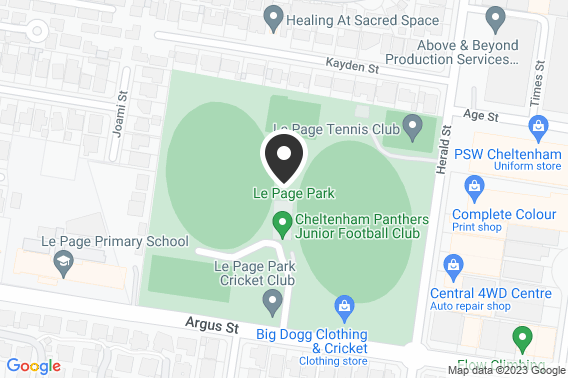 Healing At Sacred Space
Above & Beyond
Production Services...
Kayden St
Times St
Joami St
Age St
Le Page Tennis Club
Herald St
PSW Cheltenham
Uniform store
Le Page Park
Complete Colour
Print shop
Cheltenham Panthers
Junior Football Club
Le Page Primary School
Le Page Park
Cricket Club
Central 4WD Centre
Auto repair shop
Argus St
Big Dogg Clothing
& Cricket
Clothing store
Flow Climbing
Google
Map data ©2023 Google